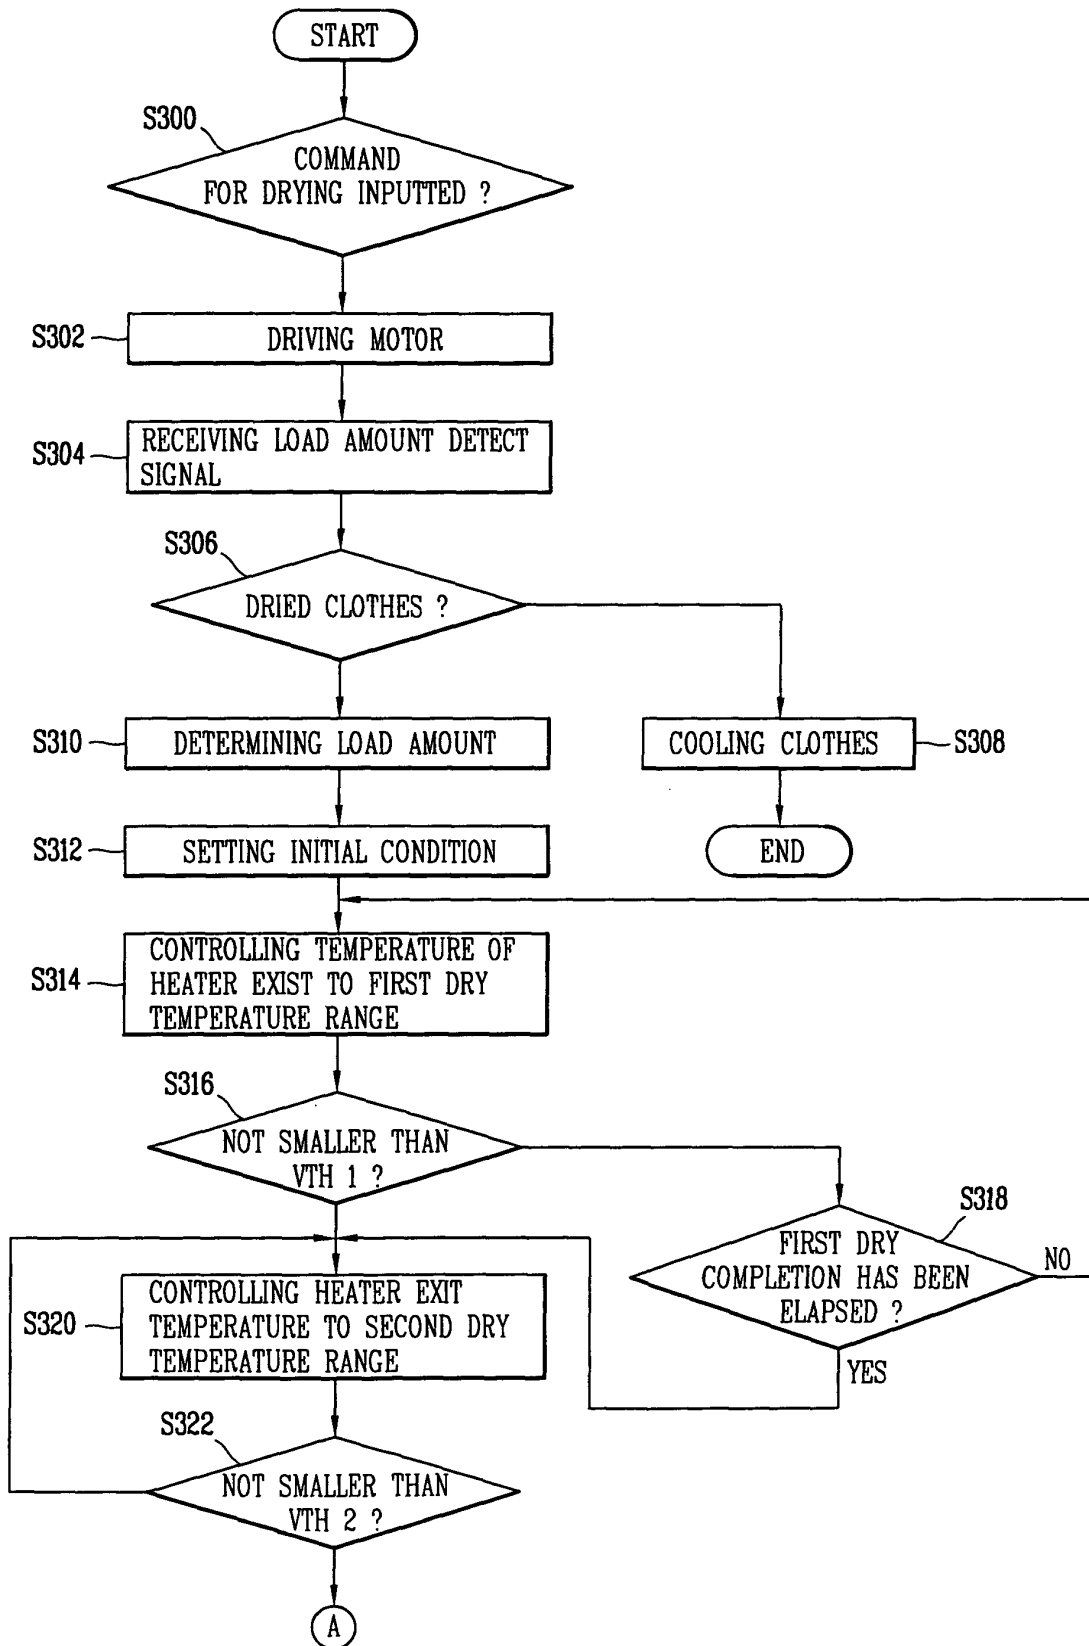 START
S300
COMMAND
FOR DRYING INPUTTED ?
S302
DRIVING MOTOR
S304
RECEIVING LOAD AMOUNT DETECT
SIGNAL
S306
DRIED CLOTHES ?
S310
DETERMINING LOAD AMOUNT
COOLING CLOTHES
S308
S312
SETTING INITIAL CONDITION
END
S314
CONTROLLING TEMPERATURE OF
HEATER EXIST TO FIRST DRY
TEMPERATURE RANGE
S316
NOT SMALLER THAN
VTH 1 ?
S318
FIRST DRY
COMPLETION HAS BEEN
ELAPSED ?
NO
YES
S320
CONTROLLING HEATER EXIT
TEMPERATURE TO SECOND DRY
TEMPERATURE RANGE
S322
NOT SMALLER THAN
VTH 2 ?
A